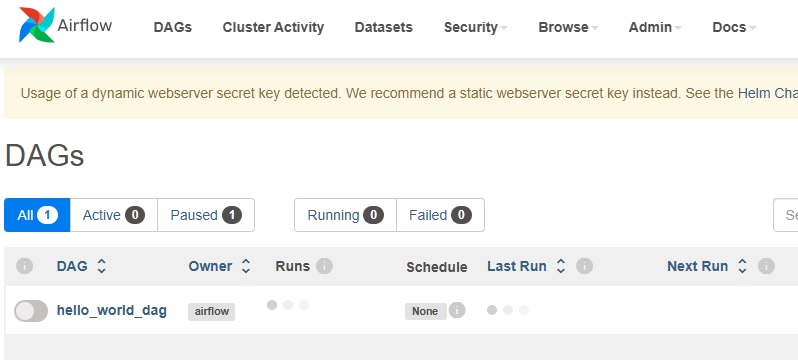 Airflow DAGs Cluster Activity Datasets Security Browse Admin Docs
Usage of a dynamic webserver secret key detected. We recommend a static webserver secret key instead. See the Helm Cha
DAGs
All 1 Active 0 Paused 1 Running 0 Failed 0 Se
i DAG Owner Runs i Schedule Last Run i Next Run i
hello_world_dag airflow None i